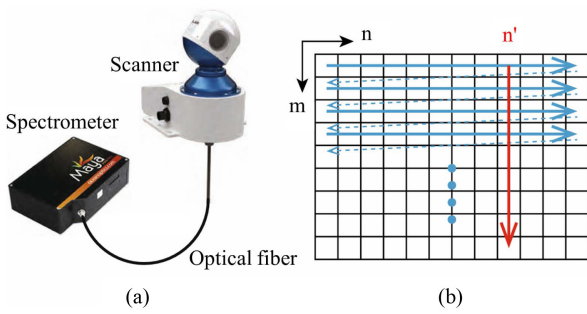 Scanner
Spectrometer
Maya
Optical fiber
(a)
n
n'
m
(b)